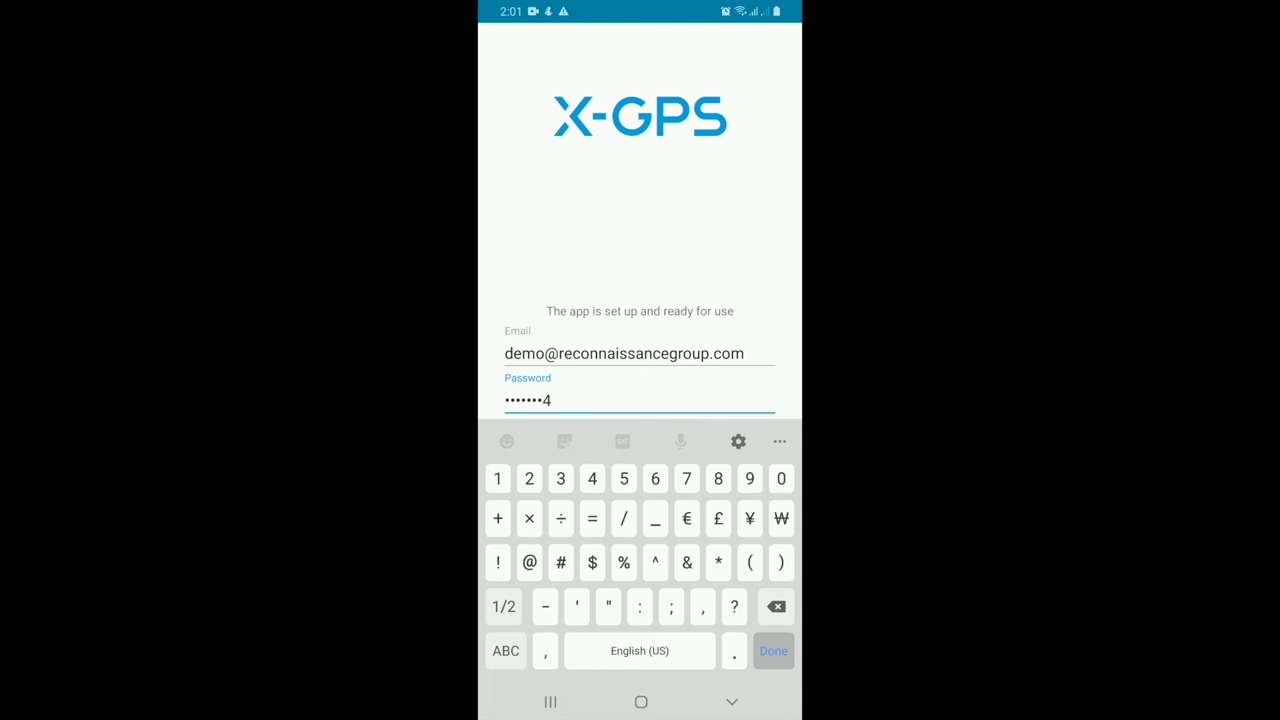 2:01
X-GPS
The app is set up and ready for use
Email
demo@reconnaissancegroup.com
Password
•••••••4
GIF
1 2 3 4 5 6 7 8 9 0
+ × ÷ = / _ € £ ¥ ₩
! @ # $ % ^ & * ( )
1/2 - ' " : ; , ?
ABC , English (US) . Done